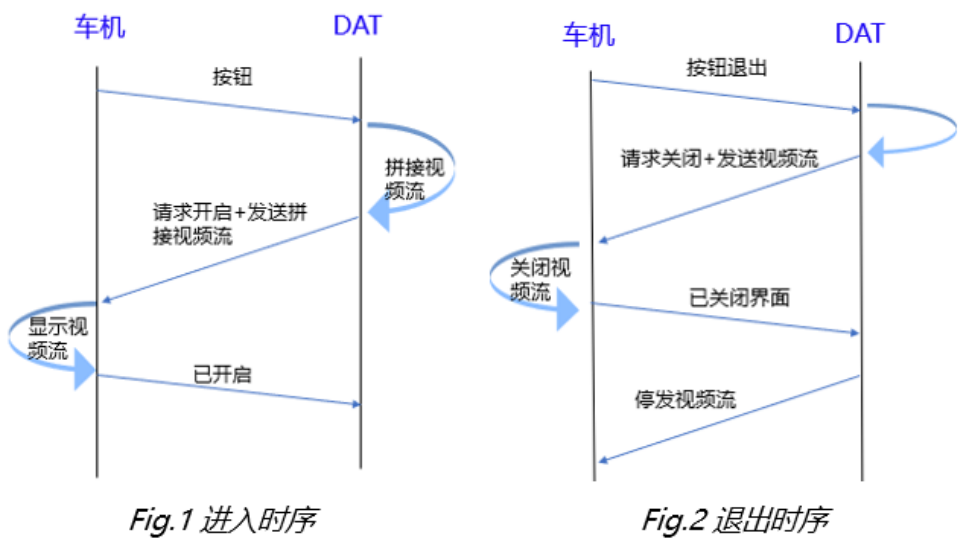 车机
DAT
按钮
拼接视
频流
请求开启+发送拼
接视频流
显示视
频流
已开启
Fig.1 进入时序
车机
DAT
按钮退出
请求关闭+发送视频流
关闭视
频流
已关闭界面
停发视频流
Fig.2 退出时序